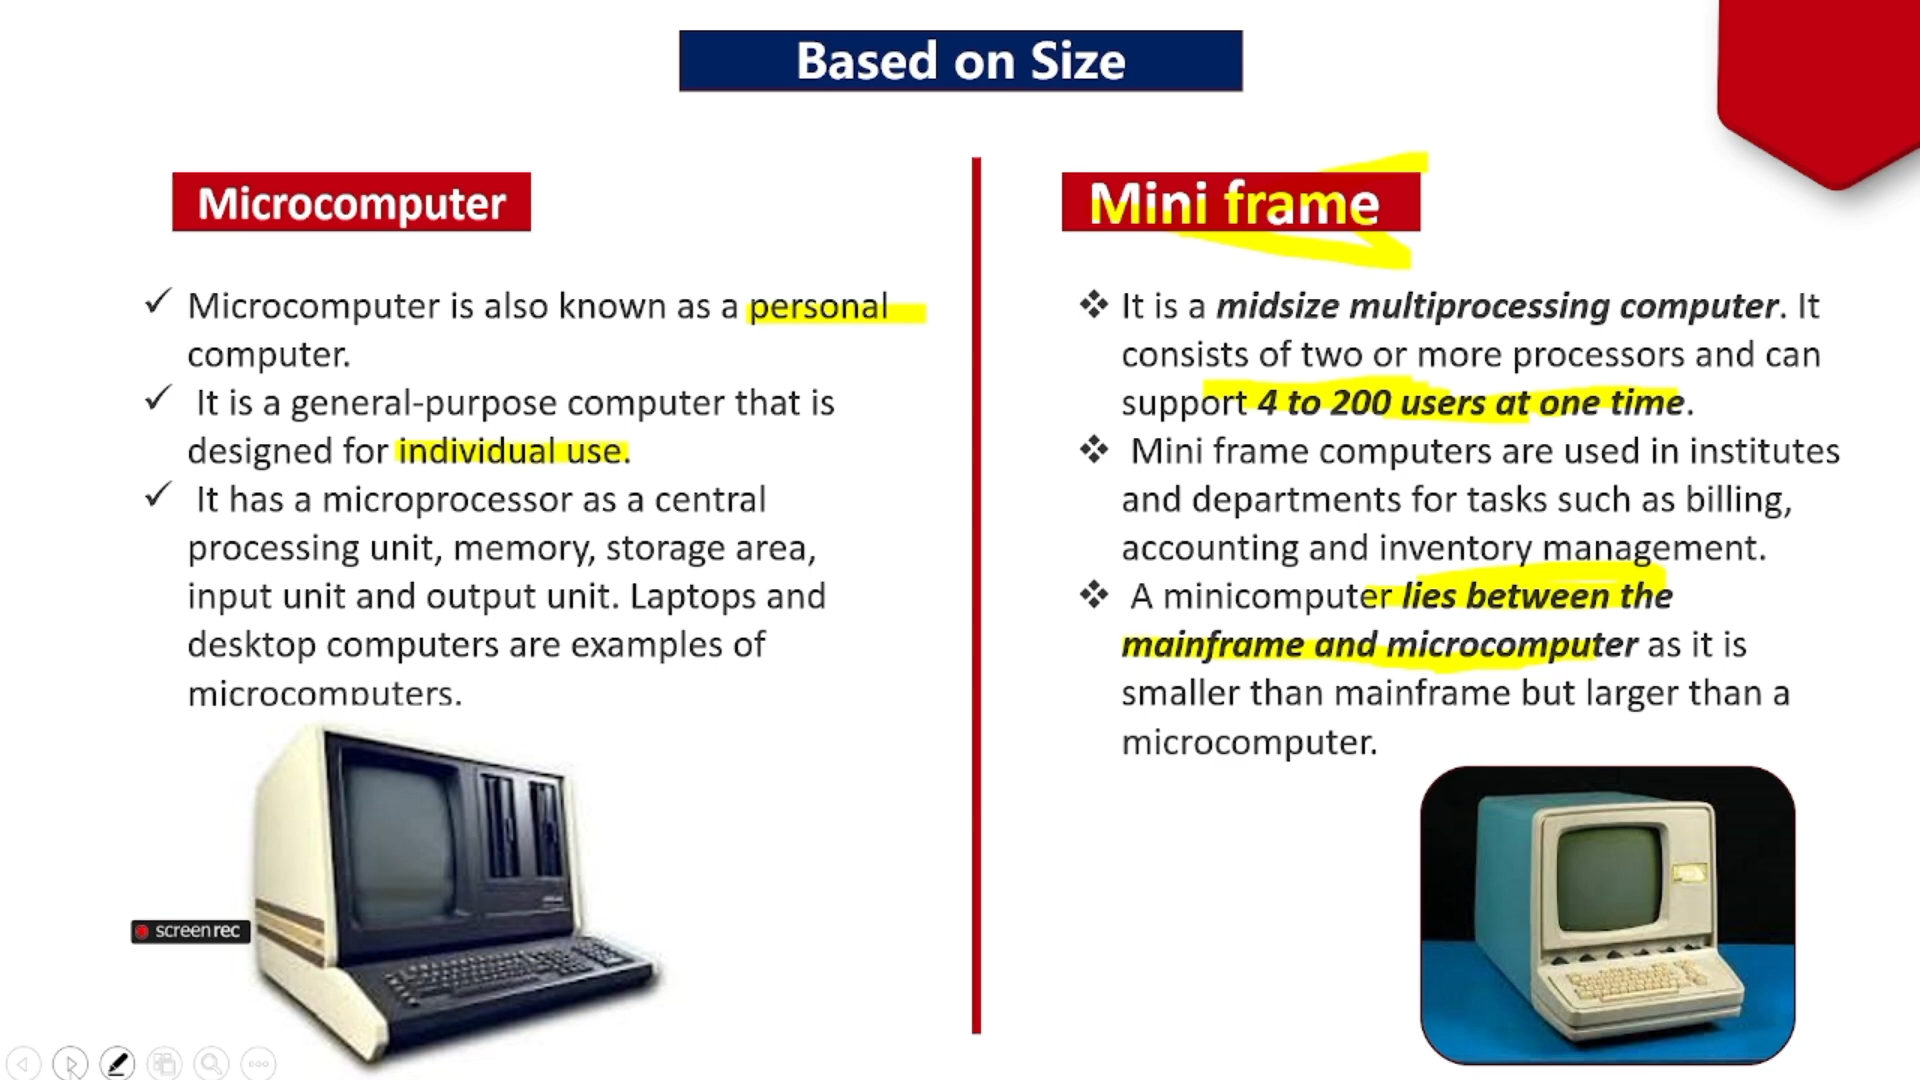 Based on Size
Microcomputer
Microcomputer is also known as a personal
computer.
It is a general-purpose computer that is
designed for individual use.
It has a microprocessor as a central
processing unit, memory, storage area,
input unit and output unit. Laptops and
desktop computers are examples of
microcomputers.
screenrec
Mini frame
It is a midsize multiprocessing computer. It
consists of two or more processors and can
support 4 to 200 users at one time.
Mini frame computers are used in institutes
and departments for tasks such as billing,
accounting and inventory management.
A minicomputer lies between the
mainframe and microcomputer as it is
smaller than mainframe but larger than a
microcomputer.